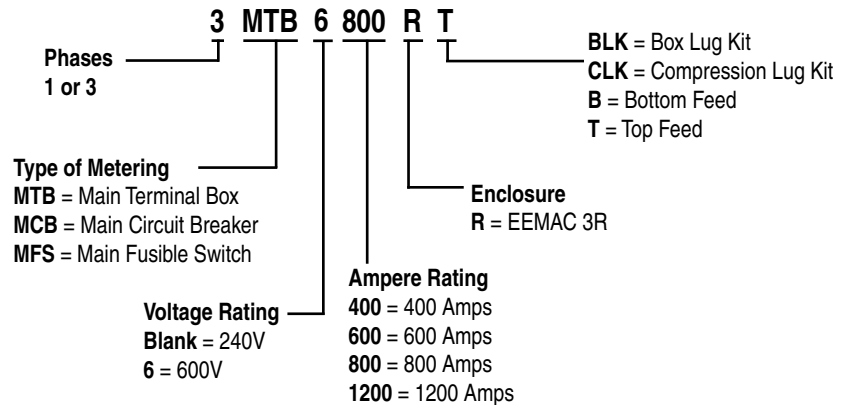 3 MTB 6 800 R T
Phases
1 or 3
Type of Metering
MTB = Main Terminal Box
MCB = Main Circuit Breaker
MFS = Main Fusible Switch
Voltage Rating
Blank = 240V
6 = 600V
Ampere Rating
400 = 400 Amps
600 = 600 Amps
800 = 800 Amps
1200 = 1200 Amps
Enclosure
R = EEMAC 3R
BLK = Box Lug Kit
CLK = Compression Lug Kit
B = Bottom Feed
T = Top Feed